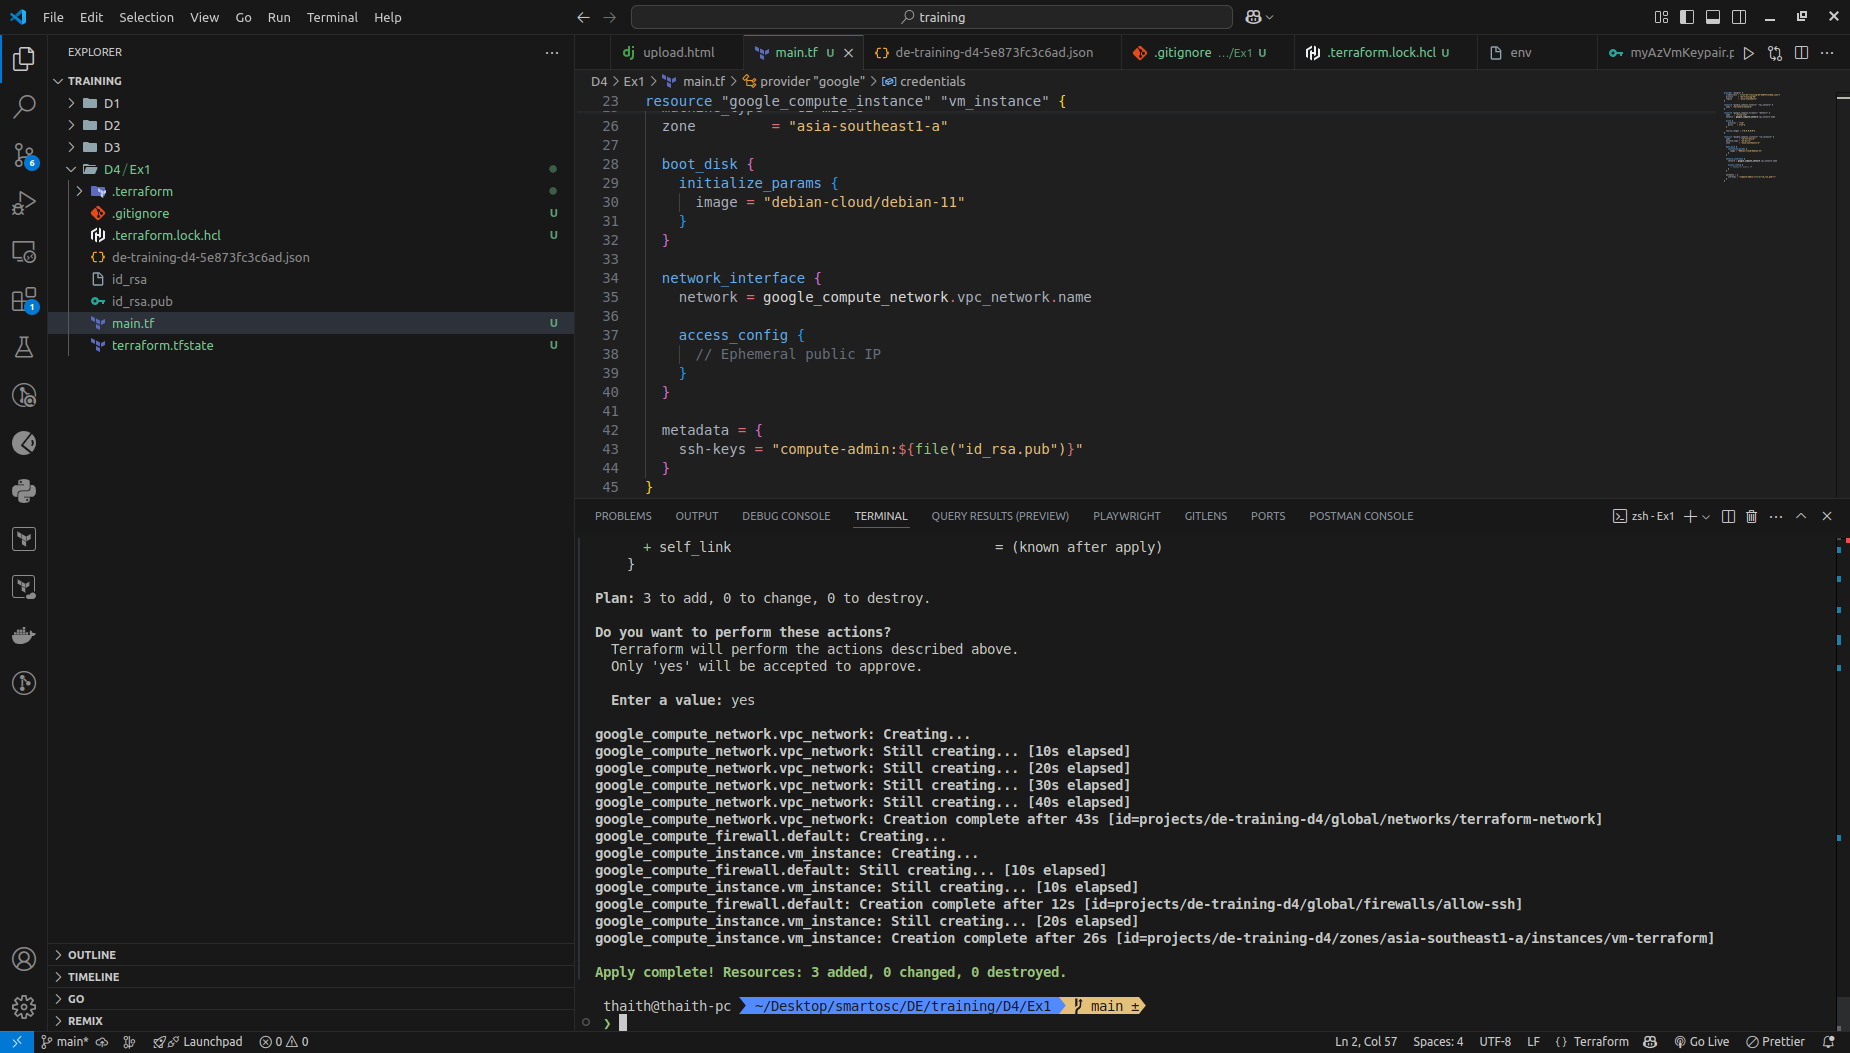 File Edit Selection View Go Run Terminal Help
training
EXPLORER
TRAINING
D1
D2
D3
D4 / Ex1
.terraform
.gitignore U
.terraform.lock.hcl U
de-training-d4-5e873fc3c6ad.json
id_rsa
id_rsa.pub
main.tf U
terraform.tfstate U
OUTLINE
TIMELINE
GO
REMIX
6
1
upload.html
main.tf U
de-training-d4-5e873fc3c6ad.json
.gitignore .../Ex1 U
.terraform.lock.hcl U
env
myAzVmKeypair.p
D4 > Ex1 > main.tf > provider "google" > credentials
23 resource "google_compute_instance" "vm_instance" {
26 zone = "asia-southeast1-a"
27
28 boot_disk {
29 initialize_params {
30 image = "debian-cloud/debian-11"
31 }
32 }
33
34 network_interface {
35 network = google_compute_network.vpc_network.name
36
37 access_config {
38 // Ephemeral public IP
39 }
40 }
41
42 metadata = {
43 ssh-keys = "compute-admin:${file("id_rsa.pub")}"
44 }
45 }
PROBLEMS OUTPUT DEBUG CONSOLE TERMINAL QUERY RESULTS (PREVIEW) PLAYWRIGHT GITLENS PORTS POSTMAN CONSOLE
zsh - Ex1
+ self_link = (known after apply)
}
Plan: 3 to add, 0 to change, 0 to destroy.
Do you want to perform these actions?
Terraform will perform the actions described above.
Only 'yes' will be accepted to approve.
Enter a value: yes
google_compute_network.vpc_network: Creating...
google_compute_network.vpc_network: Still creating... [10s elapsed]
google_compute_network.vpc_network: Still creating... [20s elapsed]
google_compute_network.vpc_network: Still creating... [30s elapsed]
google_compute_network.vpc_network: Still creating... [40s elapsed]
google_compute_network.vpc_network: Creation complete after 43s [id=projects/de-training-d4/global/networks/terraform-network]
google_compute_firewall.default: Creating...
google_compute_instance.vm_instance: Creating...
google_compute_firewall.default: Still creating... [10s elapsed]
google_compute_instance.vm_instance: Still creating... [10s elapsed]
google_compute_firewall.default: Creation complete after 12s [id=projects/de-training-d4/global/firewalls/allow-ssh]
google_compute_instance.vm_instance: Still creating... [20s elapsed]
google_compute_instance.vm_instance: Creation complete after 26s [id=projects/de-training-d4/zones/asia-southeast1-a/instances/vm-terraform]
Apply complete! Resources: 3 added, 0 changed, 0 destroyed.
thaith@thaith-pc ~/Desktop/smartosc/DE/training/D4/Ex1 main ±
❯
main* Launchpad 0 0 Ln 2, Col 57 Spaces: 4 UTF-8 LF {} Terraform Go Live Prettier